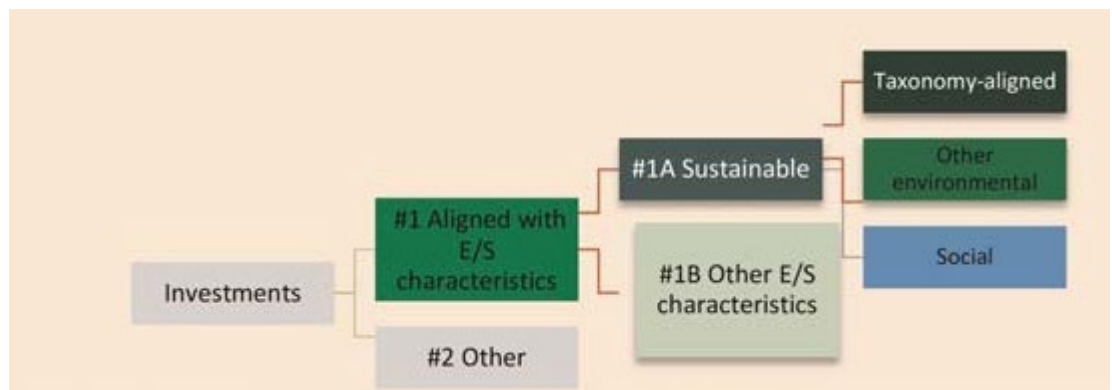 Investments
#1 Aligned with
E/S
characteristics
#2 Other
#1A Sustainable
#1B Other E/S
characteristics
Taxonomy-aligned
Other
environmental
Social